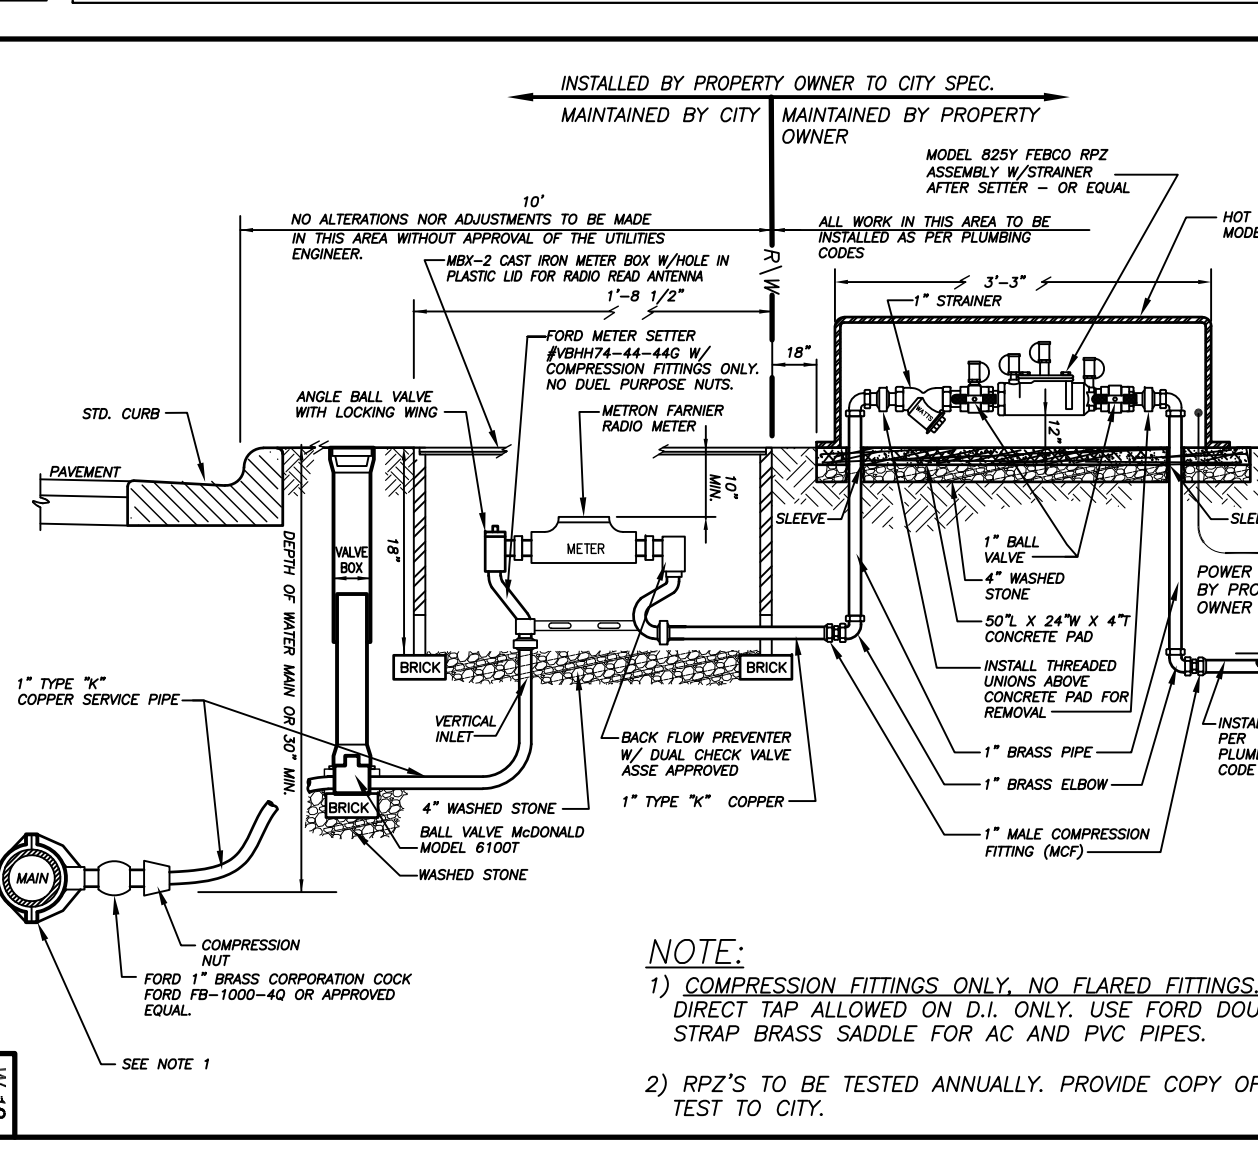 INSTALLED BY PROPERTY OWNER TO CITY SPEC.
MAINTAINED BY CITY
MAINTAINED BY PROPERTY
OWNER
MODEL 825Y FEBCO RPZ
ASSEMBLY W/STRAINER
AFTER SETTER - OR EQUAL
10'
NO ALTERATIONS NOR ADJUSTMENTS TO BE MADE
IN THIS AREA WITHOUT APPROVAL OF THE UTILITIES
ENGINEER.
ALL WORK IN THIS AREA TO BE
INSTALLED AS PER PLUMBING
CODES
HOT
R\W
MBX-2 CAST IRON METER BOX W/HOLE IN
PLASTIC LID FOR RADIO READ ANTENNA
1'-8 1/2"
3'-3"
1" STRAINER
FORD METER SETTER
#VBHH74-44-44G W/
COMPRESSION FITTINGS ONLY.
NO DUEL PURPOSE NUTS.
18"
ANGLE BALL VALVE
WITH LOCKING WING
METRON FARNIER
RADIO METER
STD. CURB
WATTS
12"
PAVEMENT
10"
MIN.
SLEEVE
DEPTH OF WATER MAIN OR 30" MIN.
VALVE
BOX
18"
METER
1" BALL
VALVE
4" WASHED
STONE
POWER
OWNER
50"L X 24"W X 4"T
CONCRETE PAD
BRICK
BRICK
INSTALL THREADED
UNIONS ABOVE
CONCRETE PAD FOR
REMOVAL
1" TYPE "K"
COPPER SERVICE PIPE
VERTICAL
INLET
BACK FLOW PREVENTER
W/ DUAL CHECK VALVE
ASSE APPROVED
1" BRASS PIPE
PER
CODE
1" BRASS ELBOW
1" TYPE "K" COPPER
BRICK
4" WASHED STONE
BALL VALVE McDONALD
MODEL 6100T
1" MALE COMPRESSION
FITTING (MCF)
WASHED STONE
MAIN
COMPRESSION
NUT
FORD 1" BRASS CORPORATION COCK
FORD FB-1000-4Q OR APPROVED
EQUAL.
SEE NOTE 1
NOTE:
1) COMPRESSION FITTINGS ONLY, NO FLARED FITTINGS.
DIRECT TAP ALLOWED ON D.I. ONLY. USE FORD
STRAP BRASS SADDLE FOR AC AND PVC PIPES.
2) RPZ'S TO BE TESTED ANNUALLY. PROVIDE COPY OF
TEST TO CITY.